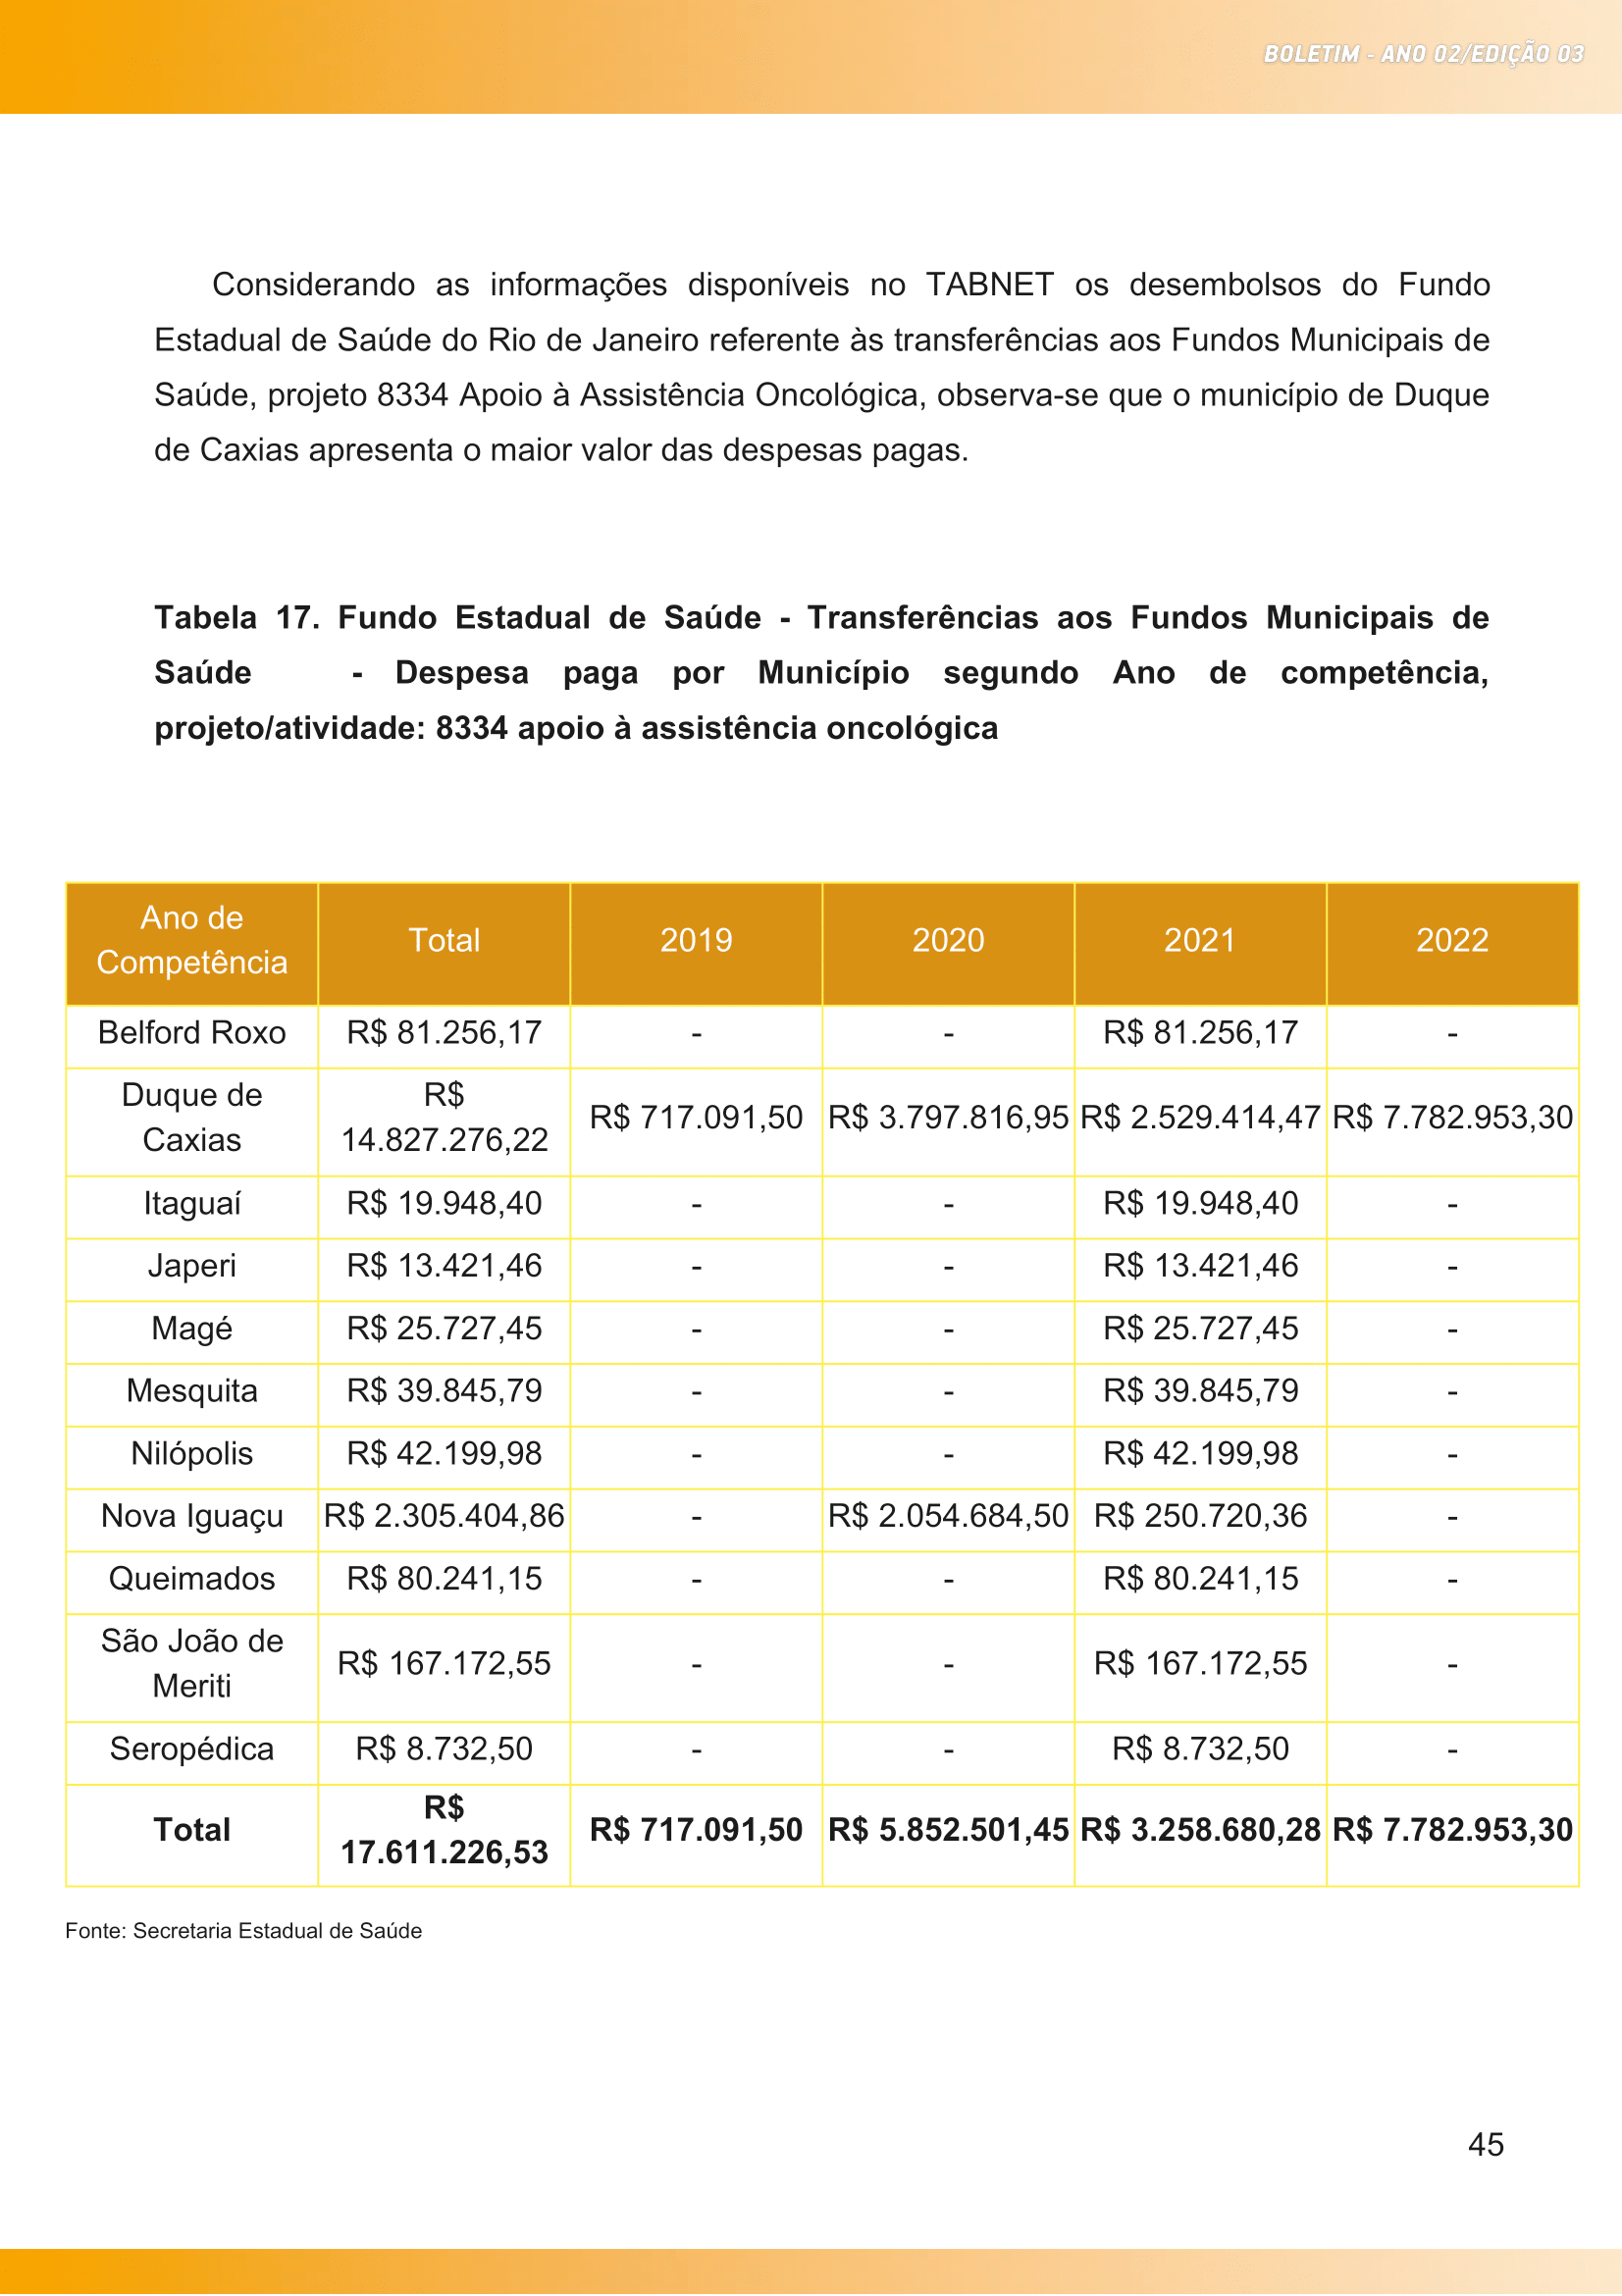 BOLETIM - ANO 02/EDIÇÃO 03
Considerando as informações disponíveis no TABNET os desembolsos do Fundo
Estadual de Saúde do Rio de Janeiro referente às transferências aos Fundos Municipais de
Saúde, projeto 8334 Apoio à Assistência Oncológica, observa-se que o município de Duque
de Caxias apresenta o maior valor das despesas pagas.
Tabela 17. Fundo Estadual de Saúde - Transferências aos Fundos Municipais de
Saúde - Despesa paga por Município segundo Ano de competência,
projeto/atividade: 8334 apoio à assistência oncológica
Ano de
Competência Total 2019 2020 2021 2022
Belford Roxo R$ 81.256,17 - - R$ 81.256,17 -
Duque de
Caxias R$
14.827.276,22 R$ 717.091,50 R$ 3.797.816,95 R$ 2.529.414,47 R$ 7.782.953,30
Itaguaí R$ 19.948,40 - - R$ 19.948,40 -
Japeri R$ 13.421,46 - - R$ 13.421,46 -
Magé R$ 25.727,45 - - R$ 25.727,45 -
Mesquita R$ 39.845,79 - - R$ 39.845,79 -
Nilópolis R$ 42.199,98 - - R$ 42.199,98 -
Nova Iguaçu R$ 2.305.404,86 - R$ 2.054.684,50 R$ 250.720,36 -
Queimados R$ 80.241,15 - - R$ 80.241,15 -
São João de
Meriti R$ 167.172,55 - - R$ 167.172,55 -
Seropédica R$ 8.732,50 - - R$ 8.732,50 -
Total R$
17.611.226,53 R$ 717.091,50 R$ 5.852.501,45 R$ 3.258.680,28 R$ 7.782.953,30
Fonte: Secretaria Estadual de Saúde
45